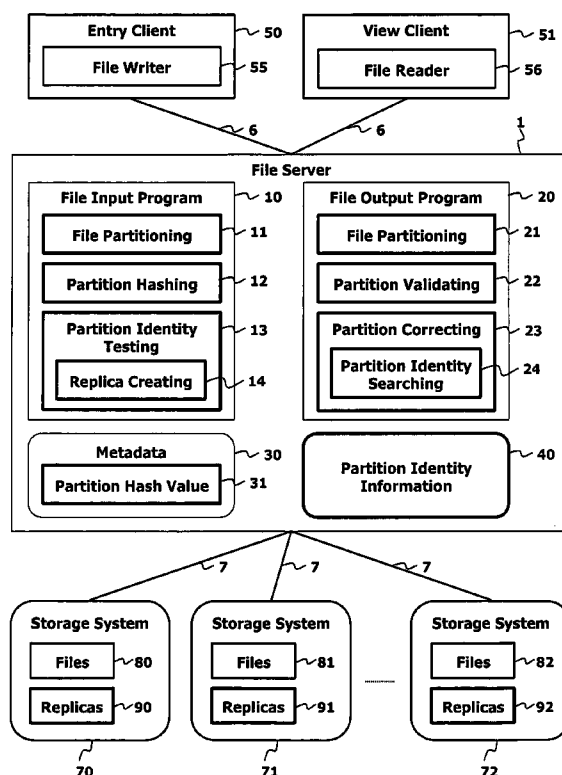 Entry Client
50
File Writer
55
View Client
51
File Reader
56
6
6
1
File Server
File Input Program
10
File Partitioning
11
Partition Hashing
12
Partition Identity
Testing
13
Replica Creating
14
File Output Program
20
File Partitioning
21
Partition Validating
22
Partition Correcting
23
Partition Identity
Searching
24
Metadata
30
Partition Hash Value
31
Partition Identity
Information
40
7
7
7
Storage System
Files
80
Replicas
90
70
Storage System
Files
81
Replicas
91
71
Storage System
Files
82
Replicas
92
72